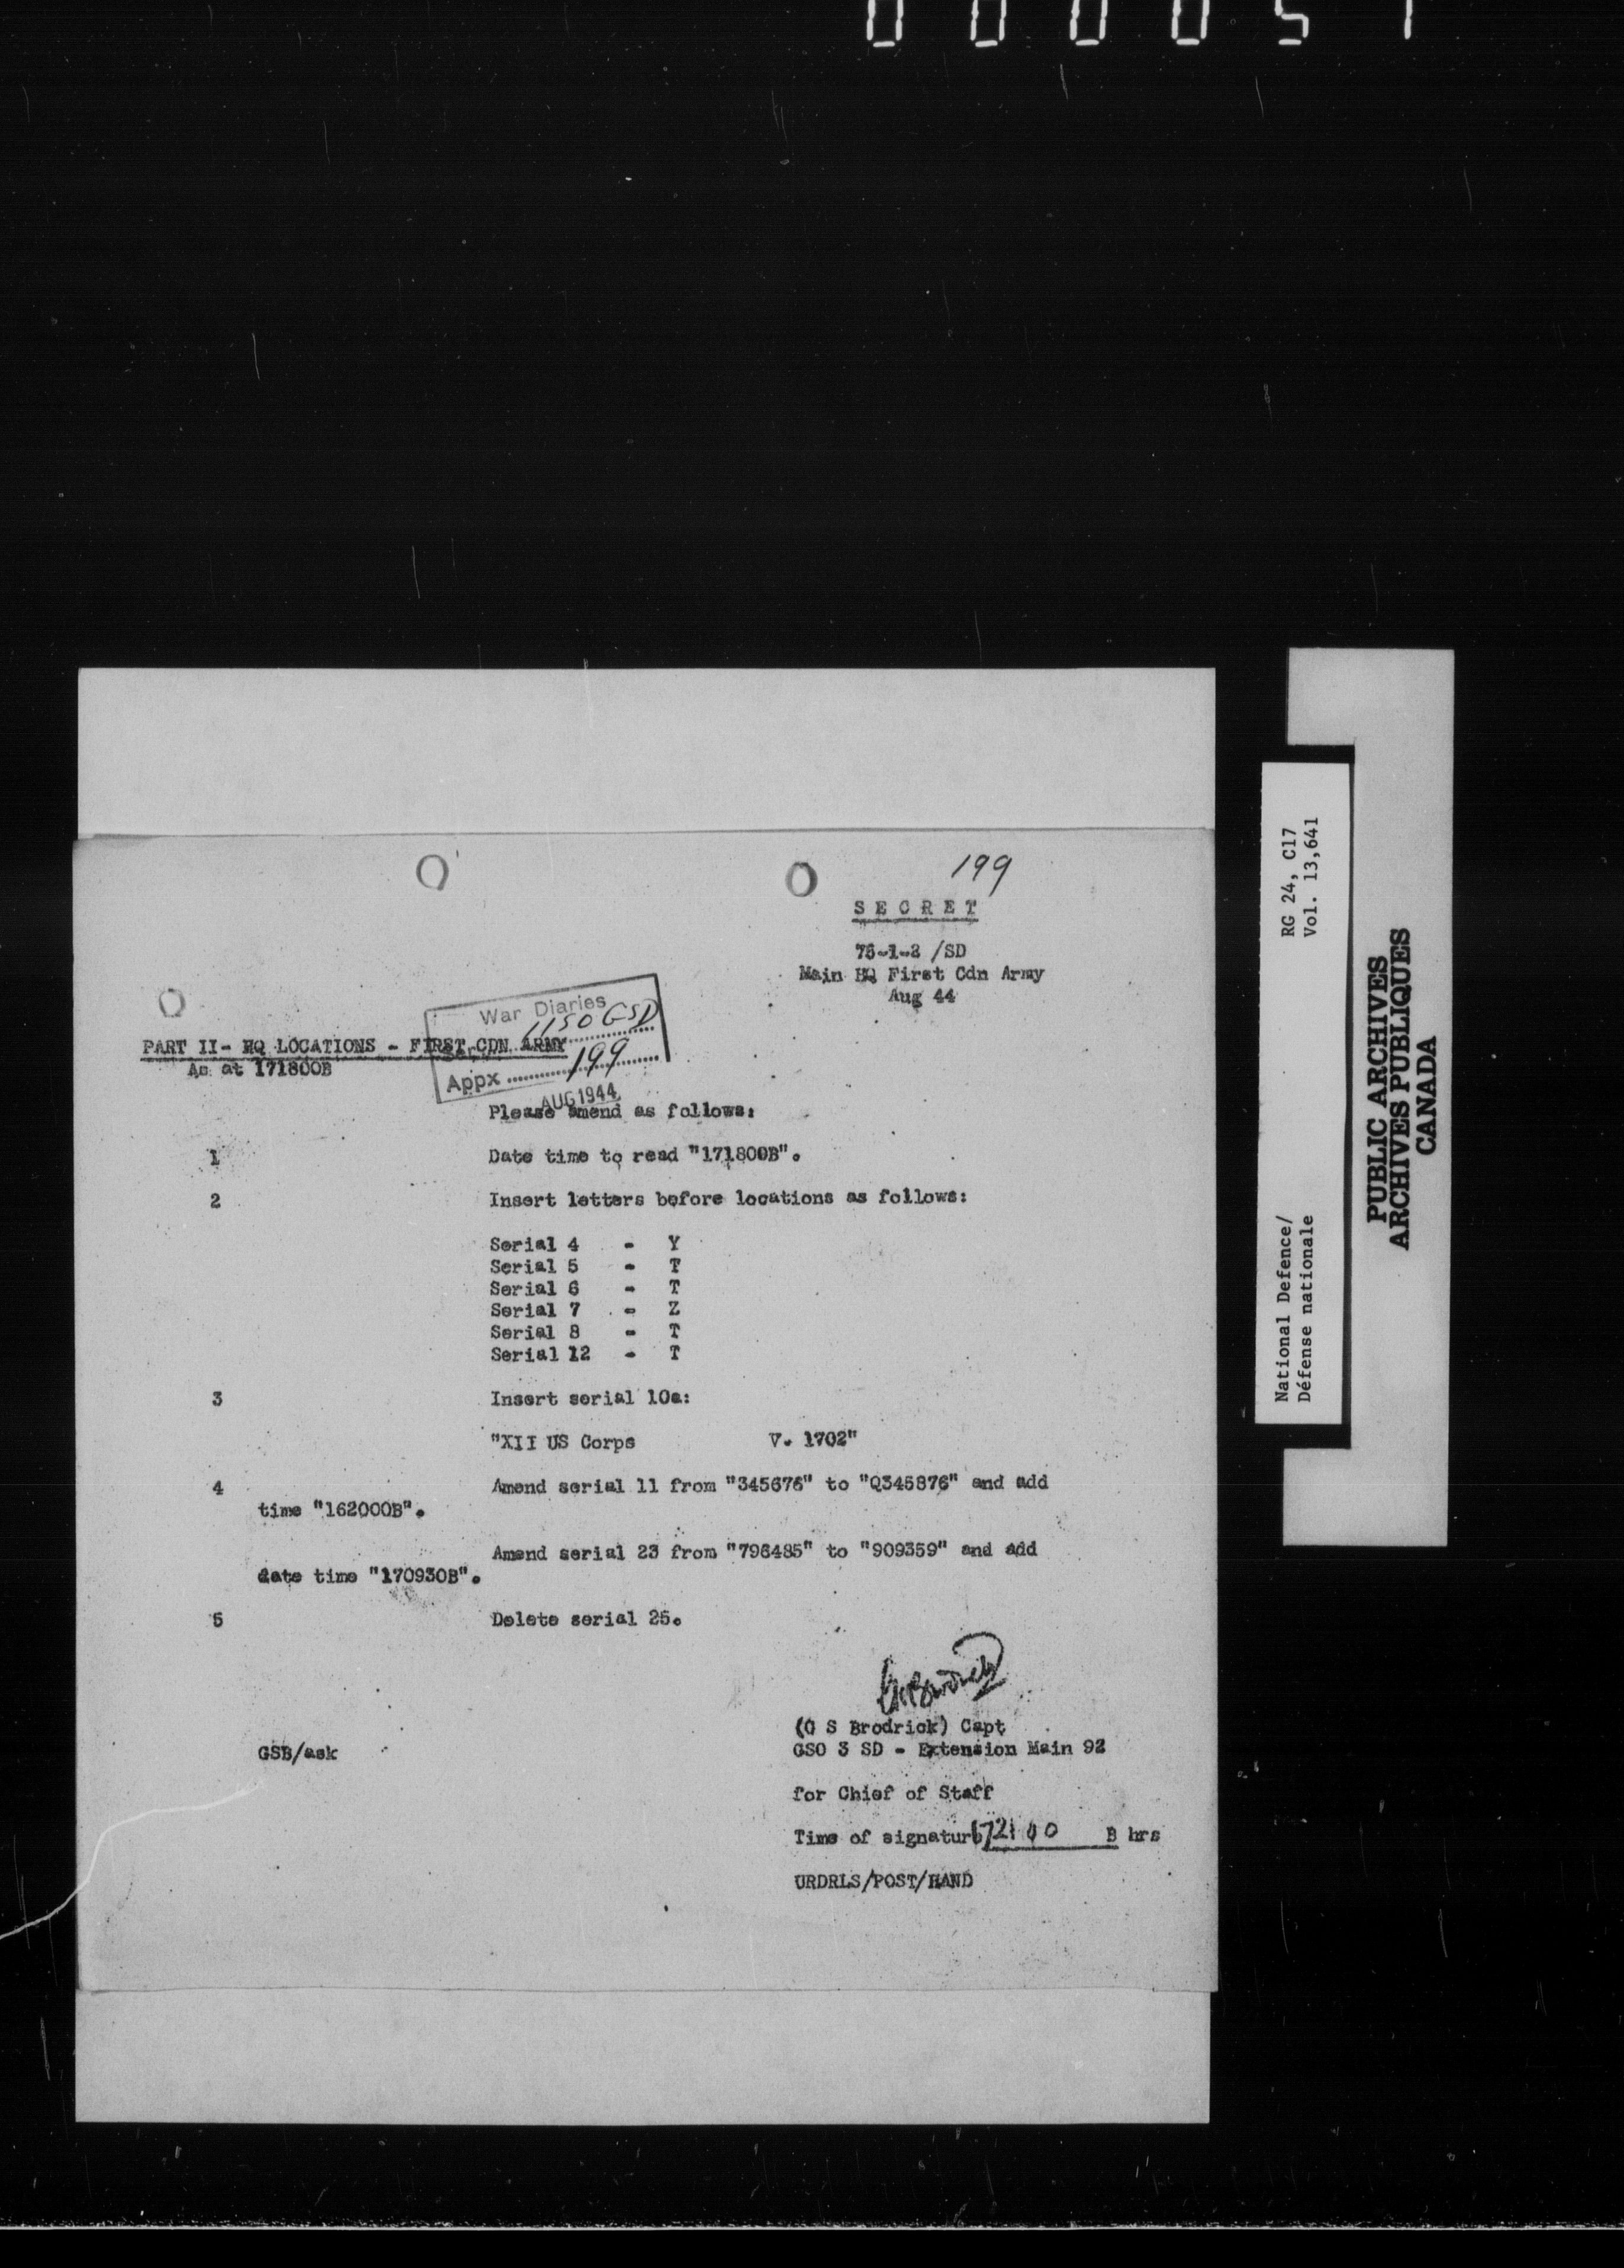 199
S E C R E T
75-1-2 /SD
Main HQ First Cdn Army
Aug 44
War Diaries
1150 GSD
Appx 199
AUG 1944
PART II- HQ LOCATIONS - FIRST CDN ARMY
As at 171800B
Please amend as follows:
1 Date time to read "171800B".
2 Insert letters before locations as follows:
Serial 4 - Y
Serial 5 - T
Serial 6 - T
Serial 7 - Z
Serial 8 - T
Serial 12 - T
3 Insert serial 10a:
"XII US Corps V. 1702"
4 Amend serial 11 from "345676" to "Q345876" and add
time "162000B".
Amend serial 23 from "796485" to "909359" and add
date time "170930B".
5 Delete serial 25.
(G S Brodrick) Capt
GSO 3 SD - Extension Main 92
GSB/ask
for Chief of Staff
Time of signature 172100 B hrs
URDRLS/POST/HAND
National Defence/ RG 24, C17
Défense nationale Vol. 13,641
PUBLIC ARCHIVES
ARCHIVES PUBLIQUES
CANADA